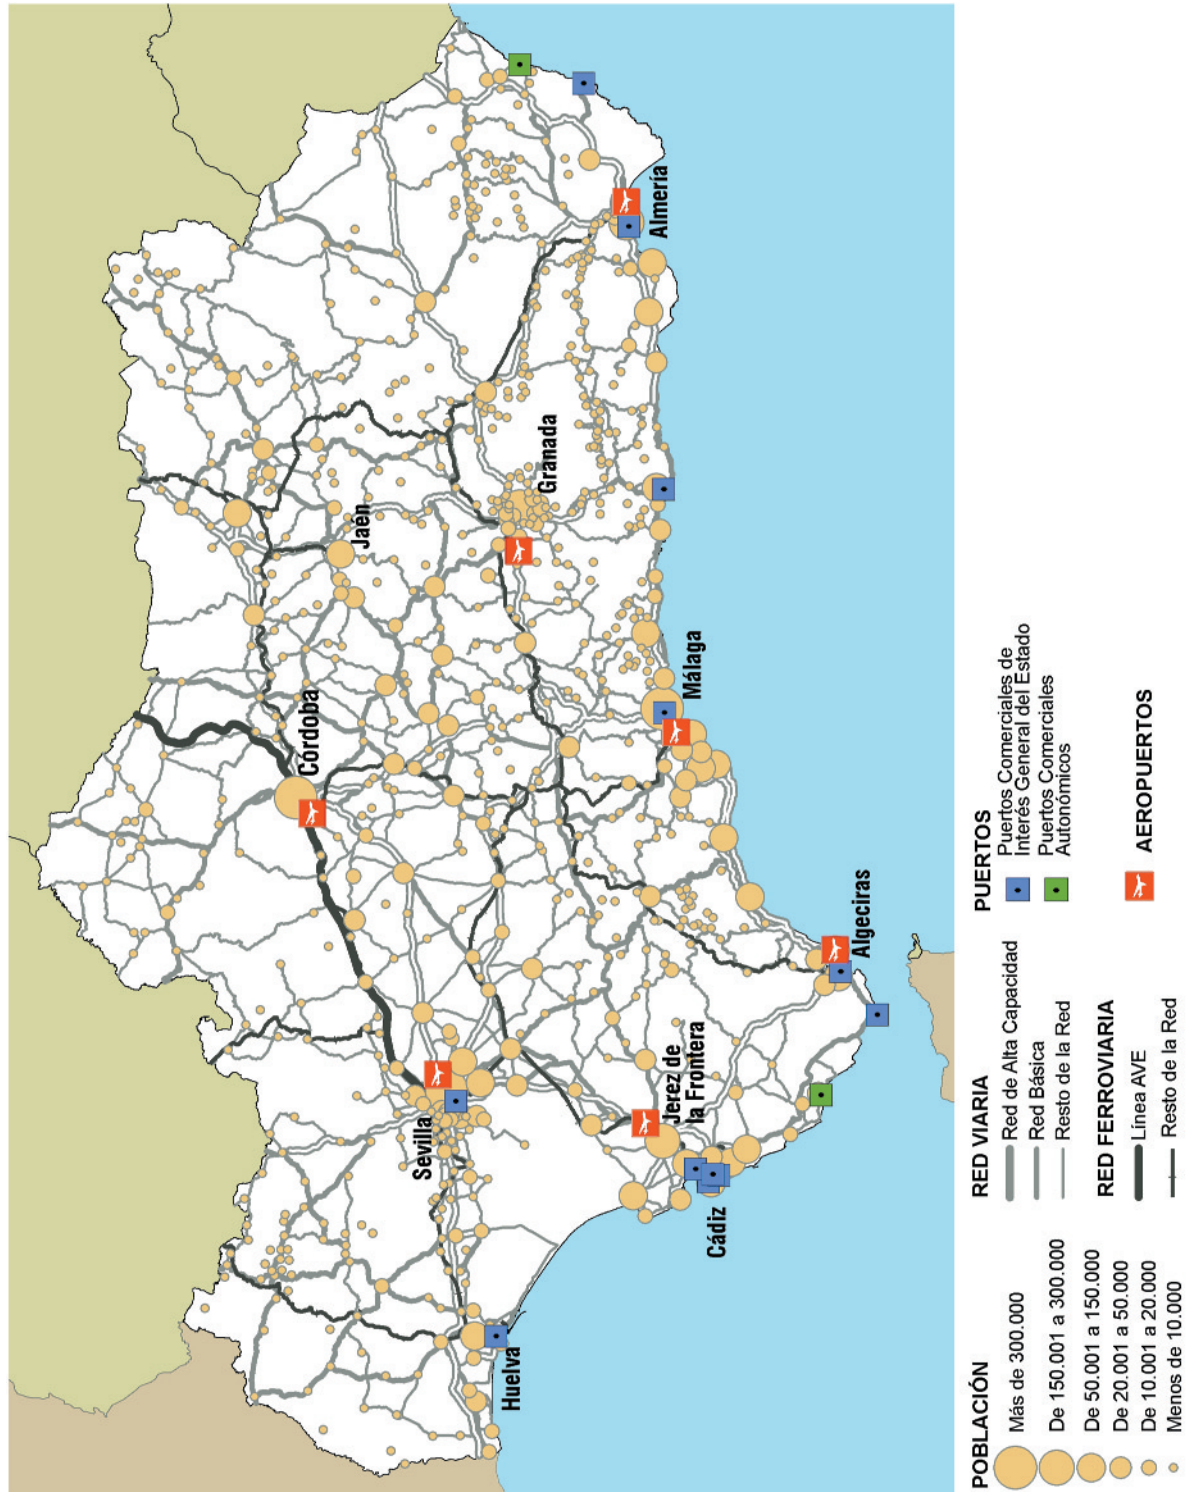 Huelva
Sevilla
Cádiz
Jerez de
la Frontera
Algeciras
Córdoba
Málaga
Jaén
Granada
Almería
POBLACIÓN
Más de 300.000
De 150.001 a 300.000
De 50.001 a 150.000
De 20.001 a 50.000
De 10.001 a 20.000
Menos de 10.000
RED VIARIA
Red de Alta Capacidad
Red Básica
Resto de la Red
RED FERROVIARIA
Línea AVE
Resto de la Red
PUERTOS
Puertos Comerciales de
Interés General del Estado
Puertos Comerciales
Autonómicos
AEROPUERTOS